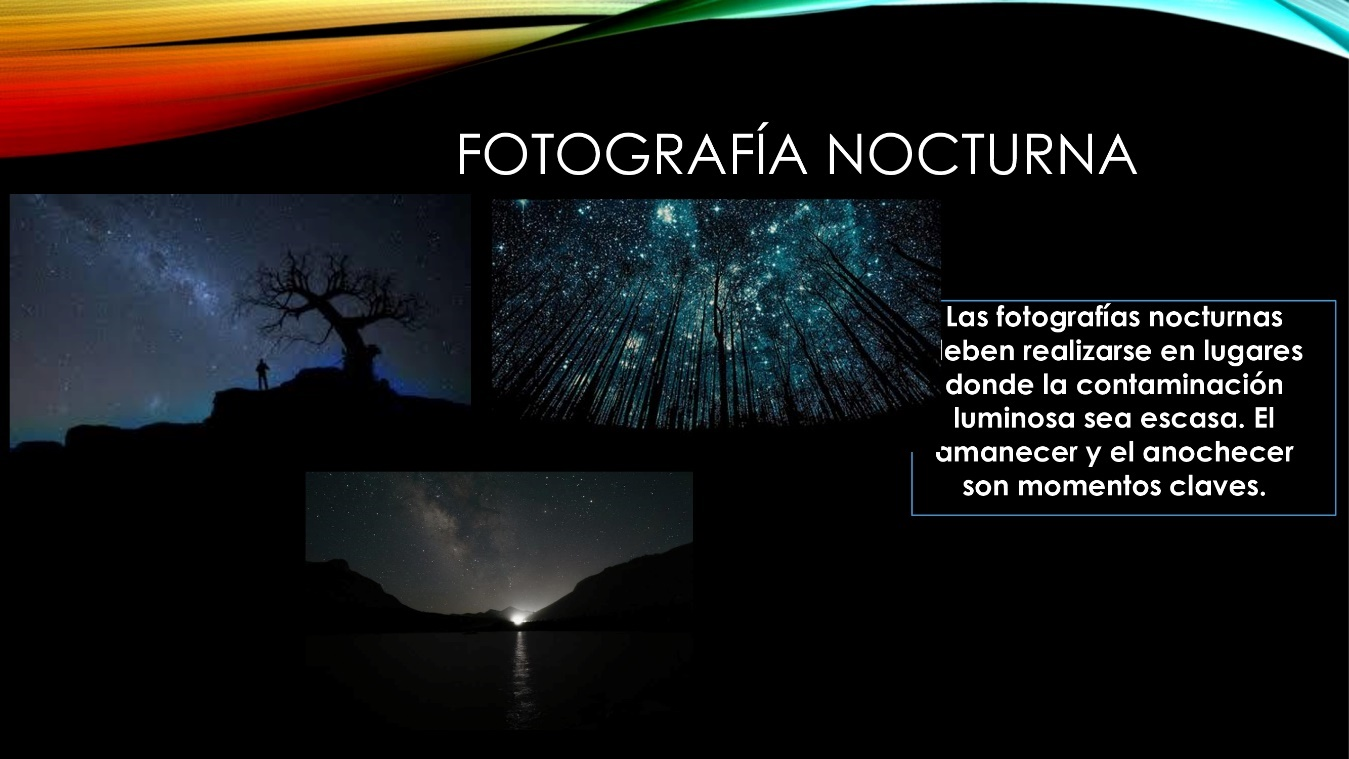 FOTOGRAFÍA NOCTURNA
Las fotografías nocturnas
deben realizarse en lugares
donde la contaminación
luminosa sea escasa. El
amanecer y el anochecer
son momentos claves.